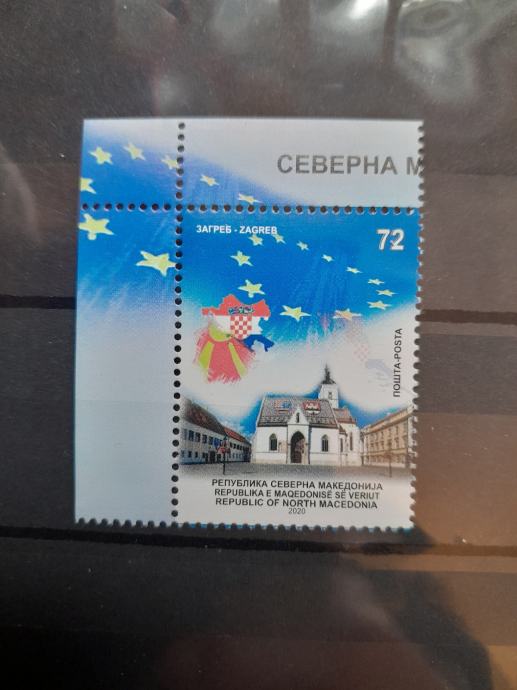 СЕВЕРНА М
ЗАГРЕБ - ZAGREB
72
ПОШТА-POSTA
РЕПУБЛИКА СЕВЕРНА МАКЕДОНИЈА
REPUBLIKA E MAQEDONISË SË VERIUT
REPUBLIC OF NORTH MACEDONIA
2020